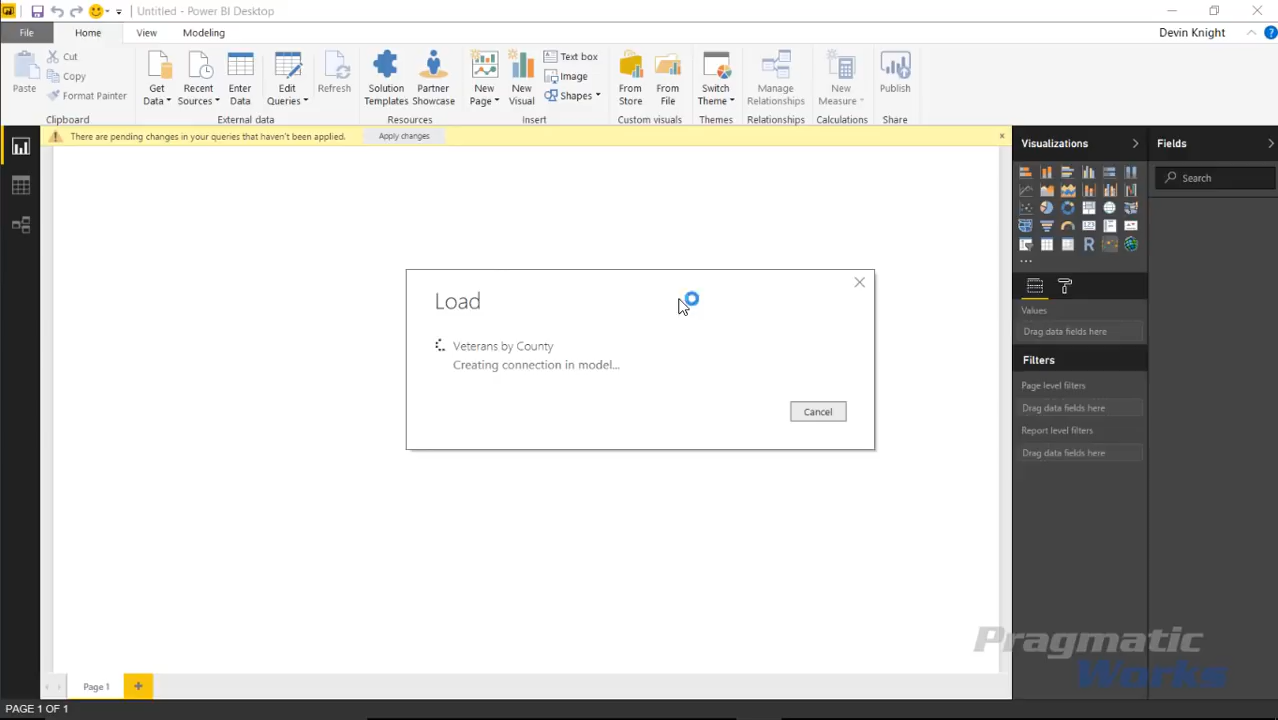 Untitled - Power BI Desktop
File
Home
View
Modeling
Devin Knight
Paste
Cut
Copy
Format Painter
Clipboard
Get Data
Recent Sources
Enter Data
Edit Queries
Refresh
External data
Solution Templates
Partner Showcase
Resources
New Page
New Visual
Text box
Image
Shapes
Insert
From Store
From File
Custom visuals
Switch Theme
Themes
Manage Relationships
Relationships
New Measure
Calculations
Publish
Share
There are pending changes in your queries that haven't been applied.
Apply changes
Visualizations
Fields
Search
R
Values
Drag data fields here
Filters
Page level filters
Drag data fields here
Report level filters
Drag data fields here
Load
Veterans by County
Creating connection in model...
Cancel
Pragmatic
Works
Page 1
PAGE 1 OF 1